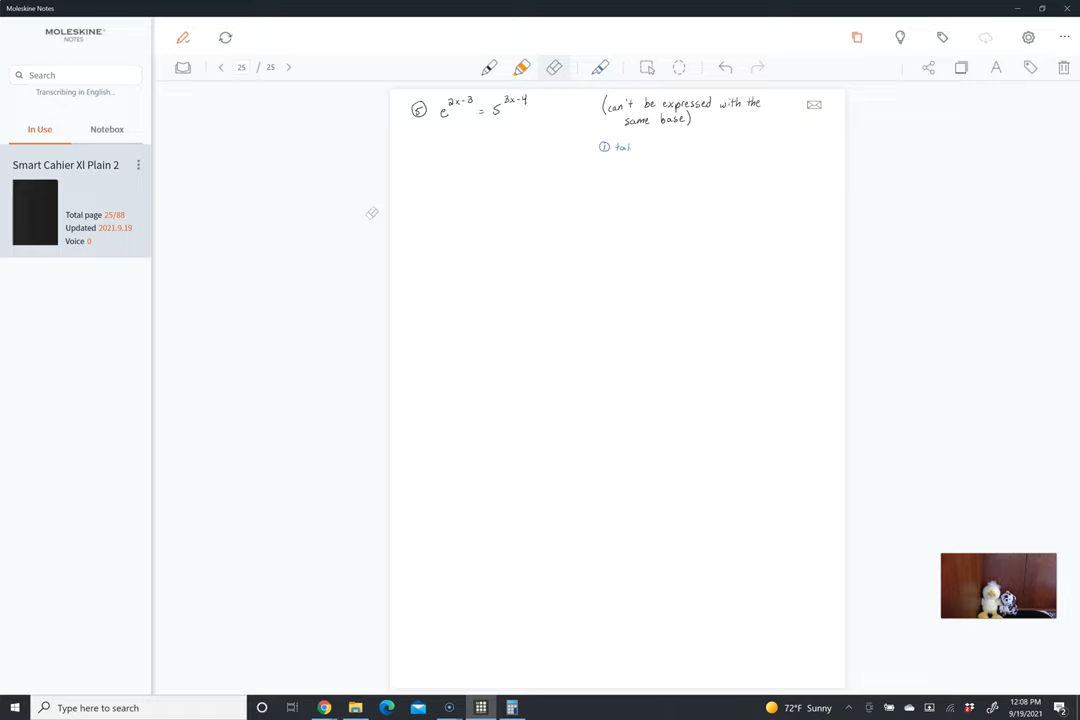 Moleskine Notes
MOLESKINE®
NOTES
Search
Transcribing in English...
In Use
Notebox
Smart Cahier Xl Plain 2
Total page 25/88
Updated 2021.9.19
Voice 0
25 / 25
A
⑤ e^{2x-3} = 5^{3x-4}
(can't be expressed with the
same base)
①
Type here to search
72°F Sunny
12:08 PM
9/19/2021
2